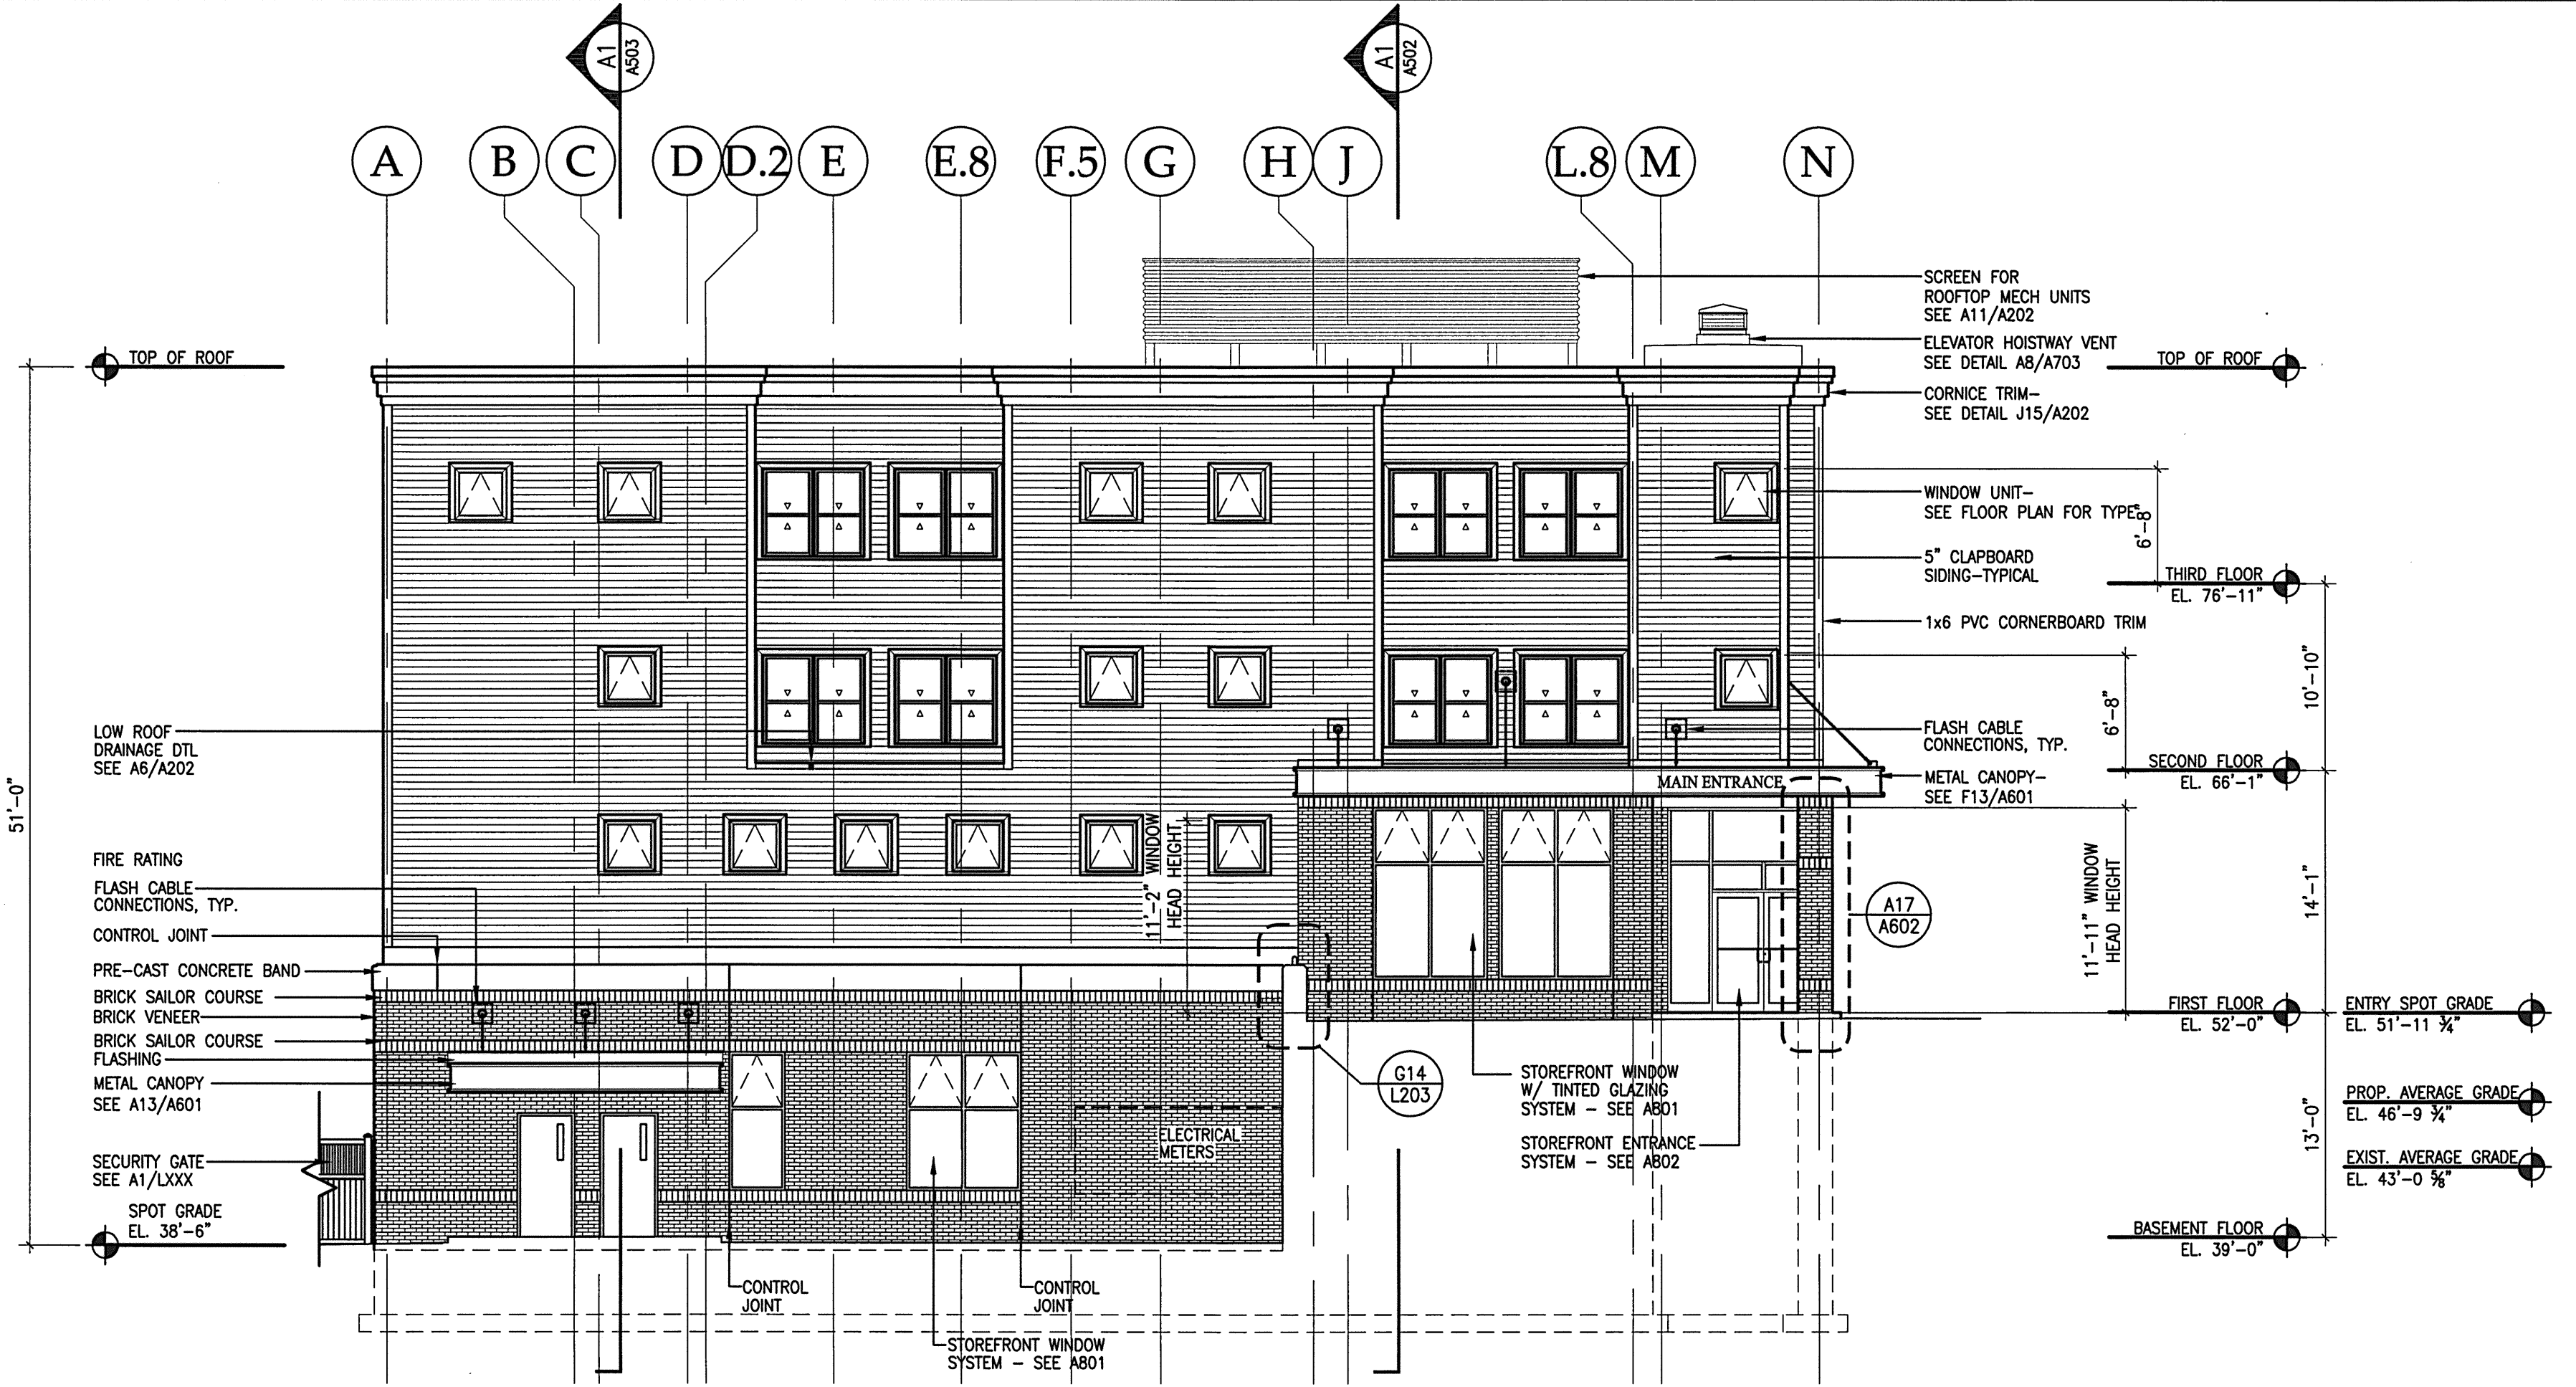 A1
A503
A1
A502
A
B
C
D
D.2
E
E.8
F.5
G
H
J
L.8
M
N
SCREEN FOR
ROOFTOP MECH UNITS
SEE A11/A202
ELEVATOR HOISTWAY VENT
SEE DETAIL A8/A703
TOP OF ROOF
TOP OF ROOF
CORNICE TRIM-
SEE DETAIL J15/A202
WINDOW UNIT-
SEE FLOOR PLAN FOR TYPE
6'-8"
5" CLAPBOARD
SIDING-TYPICAL
THIRD FLOOR
EL. 76'-11"
1x6 PVC CORNERBOARD TRIM
10'-10"
6'-8"
LOW ROOF
DRAINAGE DTL
SEE A6/A202
FLASH CABLE
CONNECTIONS, TYP.
SECOND FLOOR
EL. 66'-1"
MAIN ENTRANCE
METAL CANOPY-
SEE F13/A601
51'-0"
11'-2" WINDOW
HEAD HEIGHT
FIRE RATING
FLASH CABLE
CONNECTIONS, TYP.
CONTROL JOINT
PRE-CAST CONCRETE BAND
BRICK SAILOR COURSE
BRICK VENEER
BRICK SAILOR COURSE
FLASHING
METAL CANOPY
SEE A13/A601
A17
A602
11'-11" WINDOW
HEAD HEIGHT
14'-1"
FIRST FLOOR
EL. 52'-0"
ENTRY SPOT GRADE
EL. 51'-11 ¾"
G14
L203
STOREFRONT WINDOW
W/ TINTED GLAZING
SYSTEM - SEE A801
STOREFRONT ENTRANCE
SYSTEM - SEE A802
PROP. AVERAGE GRADE
EL. 46'-9 ¾"
13'-0"
EXIST. AVERAGE GRADE
EL. 43'-0 ⅝"
ELECTRICAL
METERS
SECURITY GATE
SEE A1/LXXX
SPOT GRADE
EL. 38'-6"
BASEMENT FLOOR
EL. 39'-0"
CONTROL
JOINT
CONTROL
JOINT
STOREFRONT WINDOW
SYSTEM - SEE A801